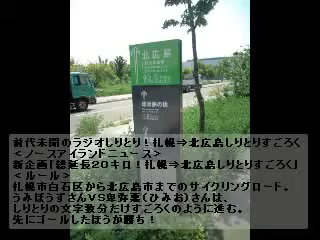 北広島
前代未聞のラジオしりとり！札幌⇒北広島しりとりすごろく
＜ノースアイランドニュース＞
新企画「総延長２０キロ！札幌⇒北広島しりとりすごろく」
＜ルール＞
札幌市白石区から北広島市までのサイクリングロード。
うみぼうずさんVS卑弥滋(ひみお)さんは、
しりとりの文字数分だけすごろくのように進む。
先にゴールしたほうが勝ち！